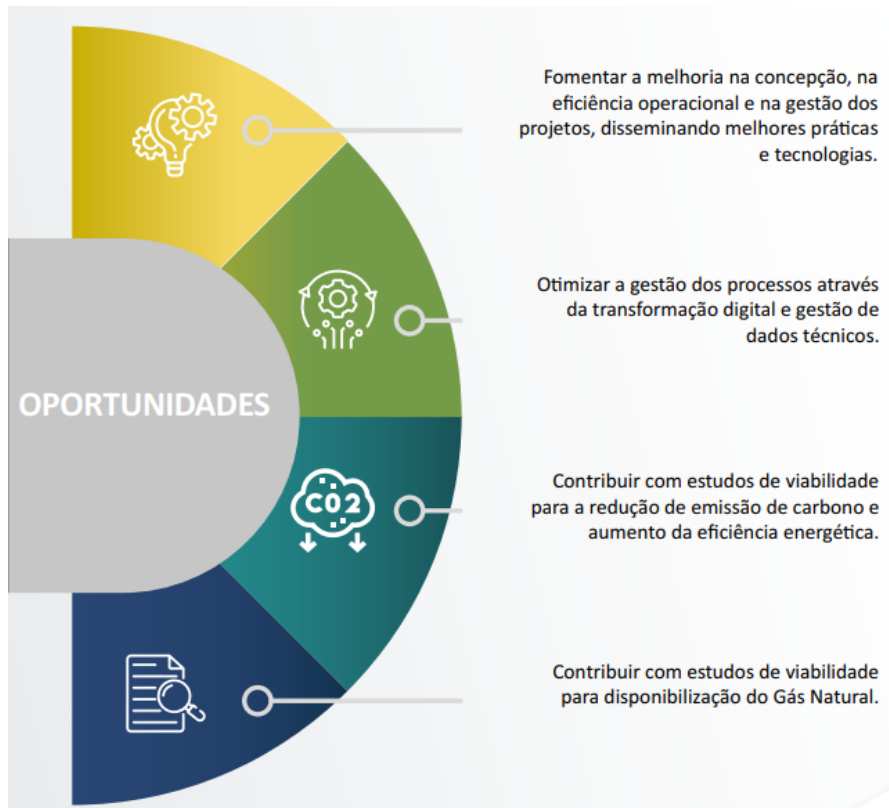 Fomentar a melhoria na concepção, na
eficiência operacional e na gestão dos
projetos, disseminando melhores práticas
e tecnologias.
Otimizar a gestão dos processos através
da transformação digital e gestão de
dados técnicos.
OPORTUNIDADES
C02
Contribuir com estudos de viabilidade
para a redução de emissão de carbono e
aumento da eficiência energética.
Contribuir com estudos de viabilidade
para disponibilização do Gás Natural.